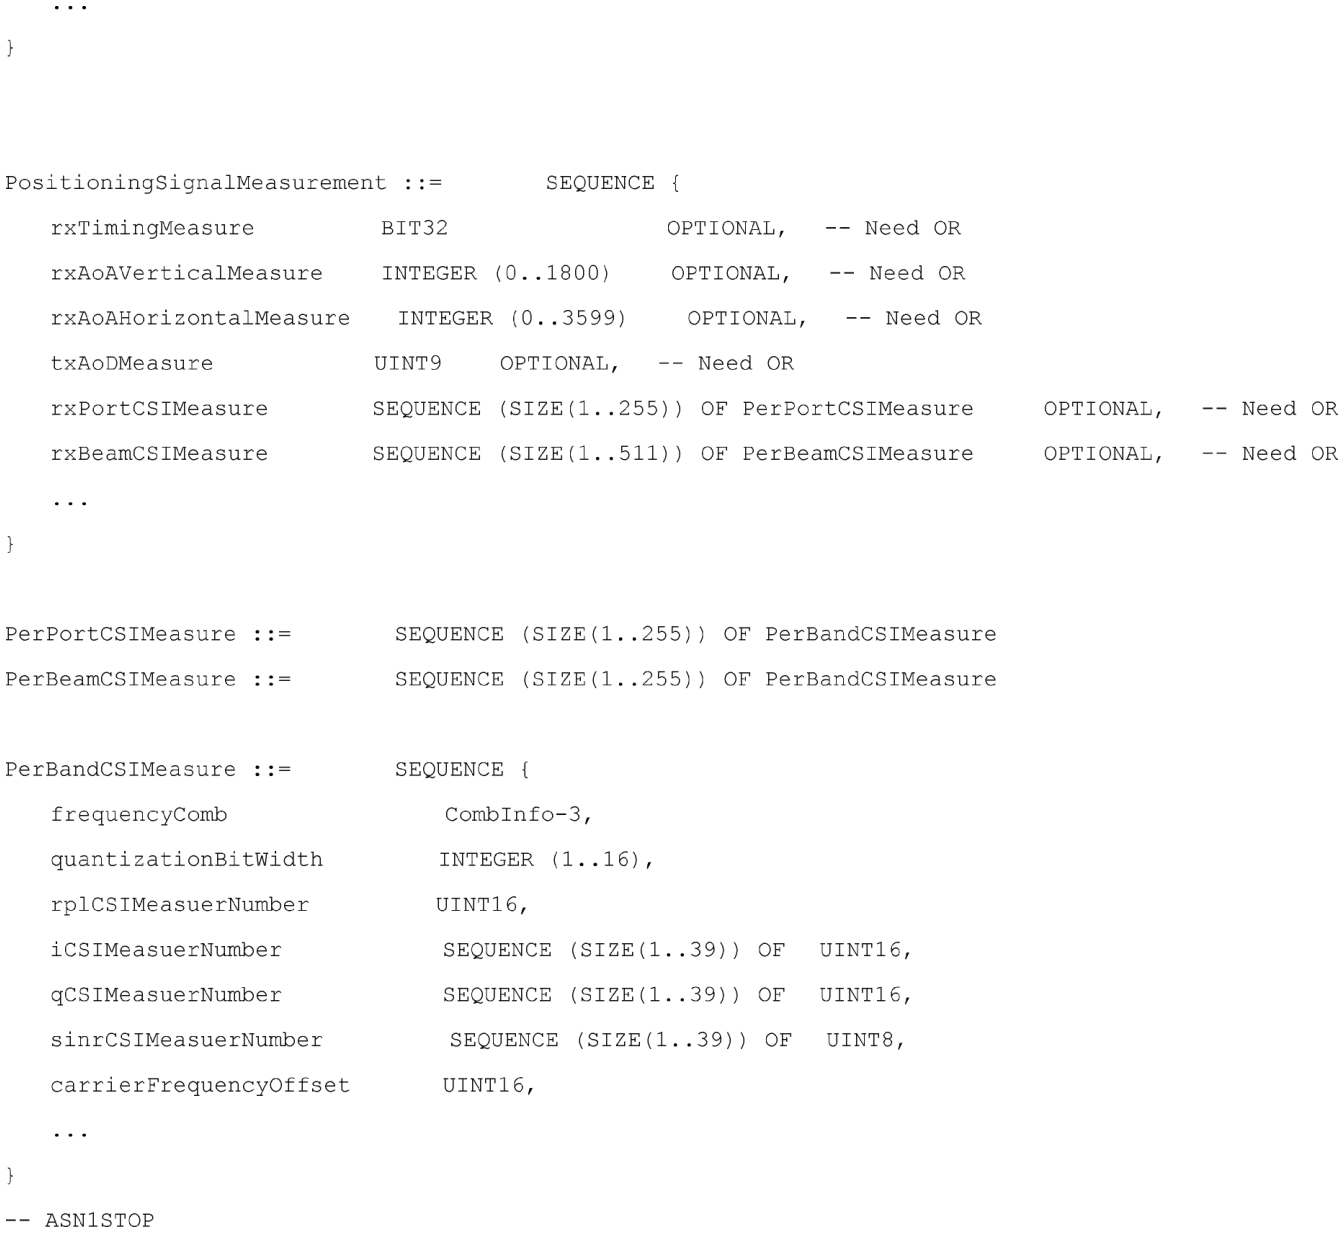 ...
}
PositioningSignalMeasurement ::= SEQUENCE {
rxTimingMeasure BIT32 OPTIONAL, -- Need OR
rxAoAVerticalMeasure INTEGER (0..1800) OPTIONAL, -- Need OR
rxAoAHorizontalMeasure INTEGER (0..3599) OPTIONAL, -- Need OR
txAoDMeasure UINT9 OPTIONAL, -- Need OR
rxPortCSIMeasure SEQUENCE (SIZE(1..255)) OF PerPortCSIMeasure OPTIONAL, -- Need OR
rxBeamCSIMeasure SEQUENCE (SIZE(1..511)) OF PerBeamCSIMeasure OPTIONAL, -- Need OR
...
}
PerPortCSIMeasure ::= SEQUENCE (SIZE(1..255)) OF PerBandCSIMeasure
PerBeamCSIMeasure ::= SEQUENCE (SIZE(1..255)) OF PerBandCSIMeasure
PerBandCSIMeasure ::= SEQUENCE {
frequencyComb CombInfo-3,
quantizationBitWidth INTEGER (1..16),
rplCSIMeasuerNumber UINT16,
iCSIMeasuerNumber SEQUENCE (SIZE(1..39)) OF UINT16,
qCSIMeasuerNumber SEQUENCE (SIZE(1..39)) OF UINT16,
sinrCSIMeasuerNumber SEQUENCE (SIZE(1..39)) OF UINT8,
carrierFrequencyOffset UINT16,
...
}
-- ASN1STOP